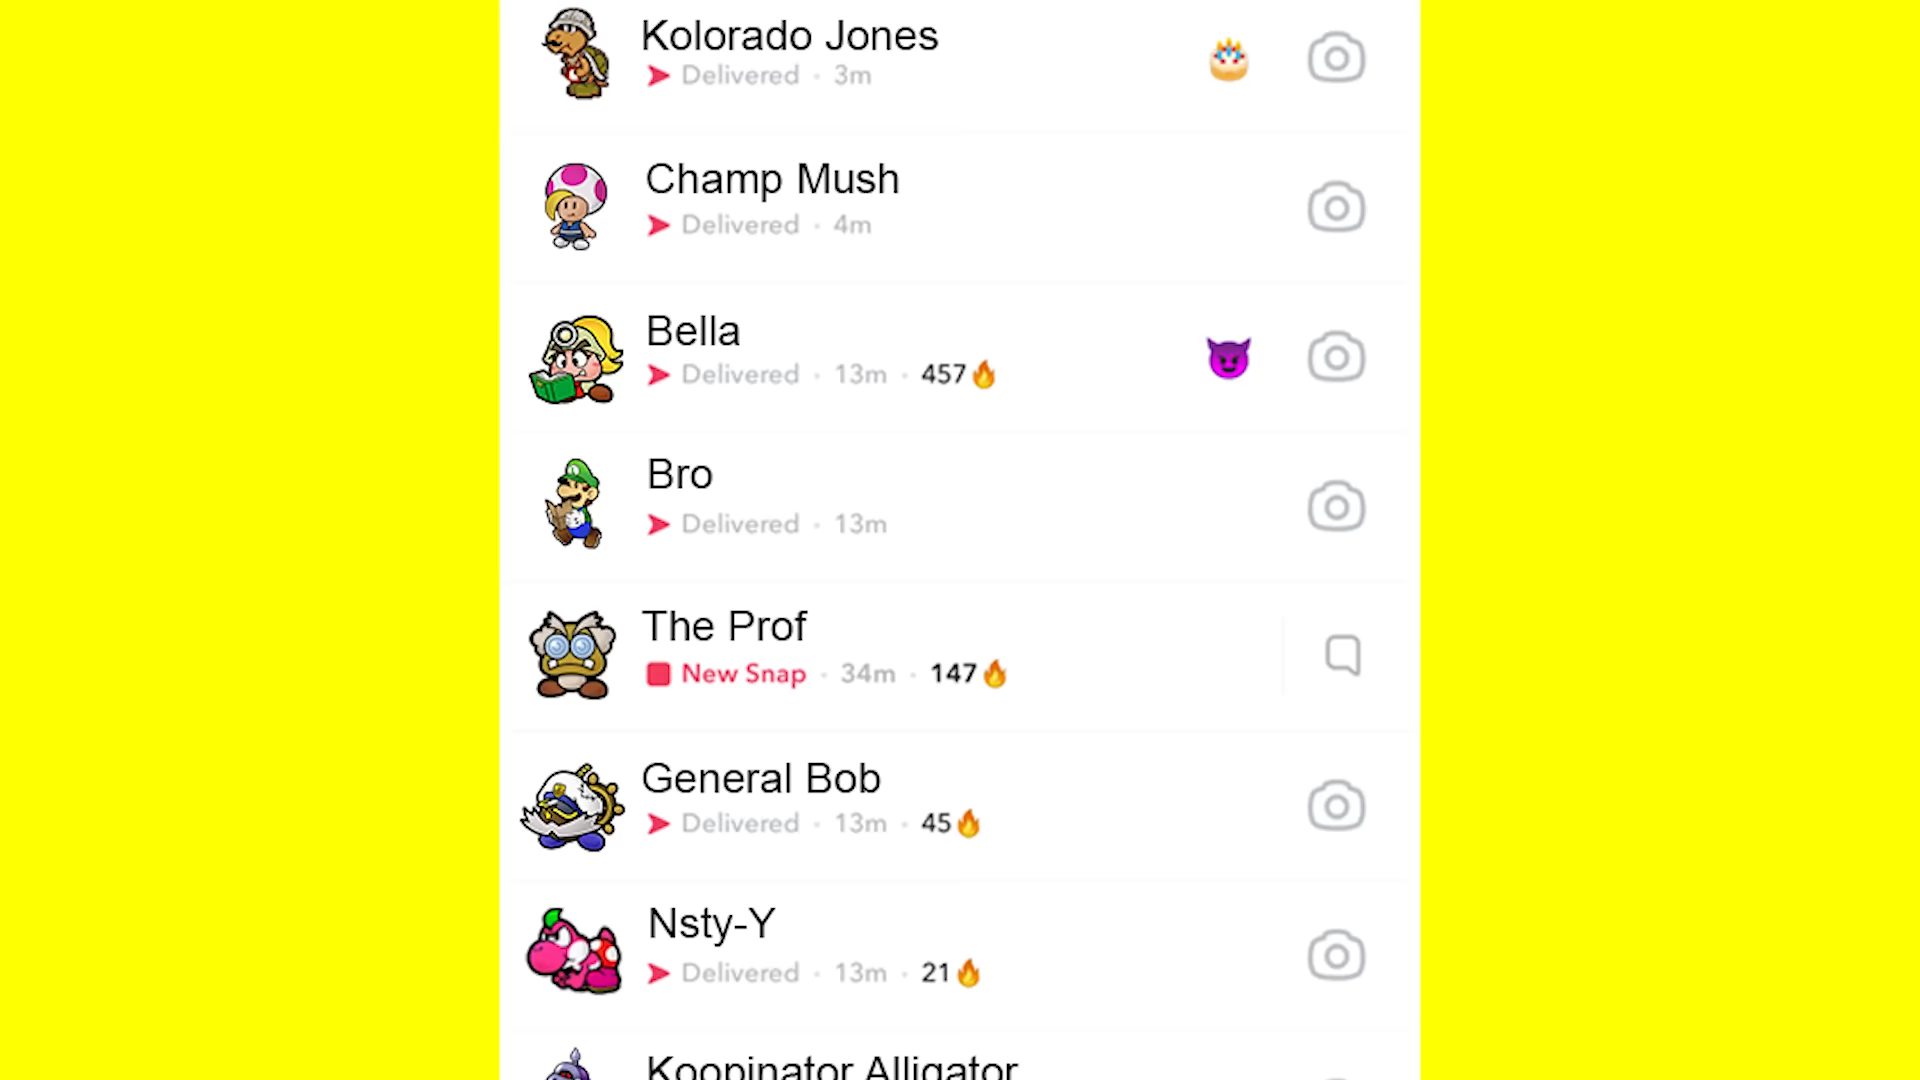 Kolorado Jones
Delivered · 3m
Champ Mush
Delivered · 4m
Bella
Delivered · 13m · 457🔥
Bro
Delivered · 13m
The Prof
New Snap · 34m · 147🔥
General Bob
Delivered · 13m · 45🔥
Nsty-Y
Delivered · 13m · 21🔥
Koopinator Alligator